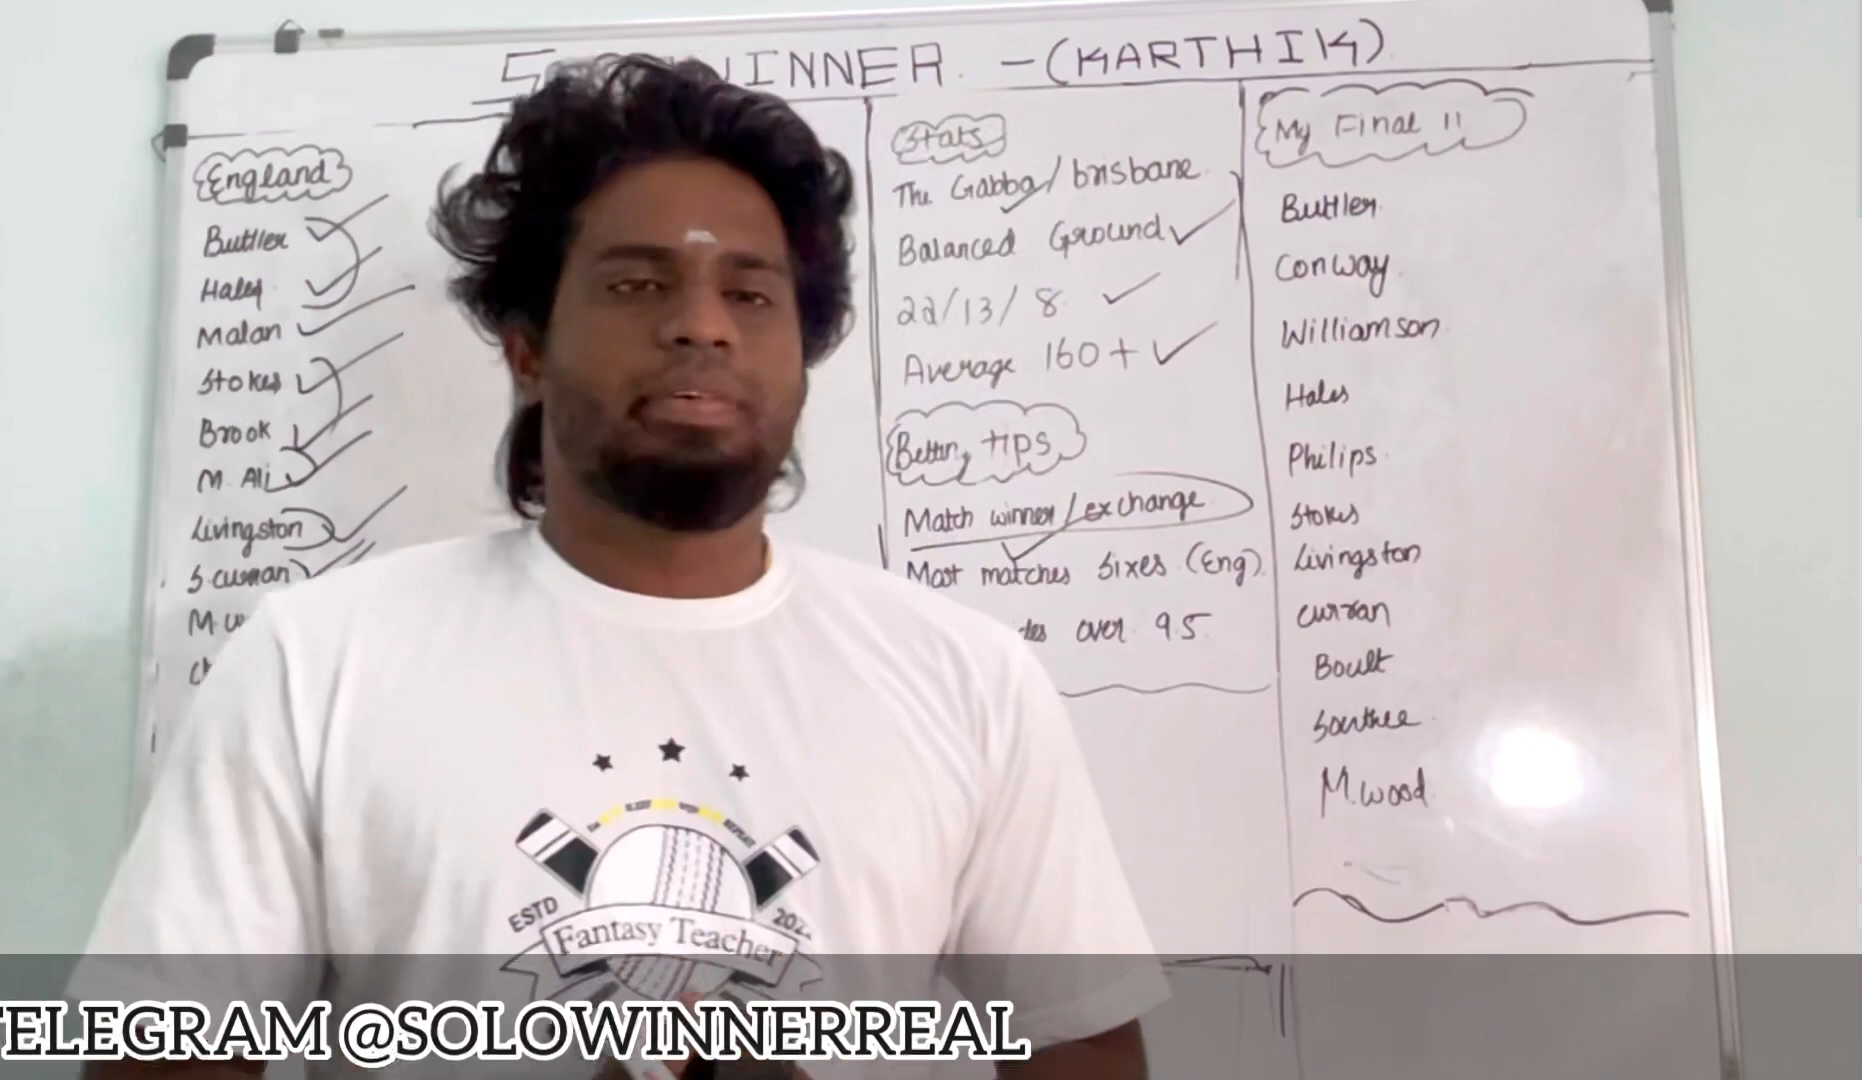 WINNER. - (KARTHIK)
England
Buttler
Hales
Malan
Stokes
Brook
M. Ali
Livingston
S curran
M. w
Stats
The Gabba / brisbane
Balanced Ground
22/13/8
Average 160+
Betting tips
Match winner / exchange
Most matches sixes (Eng)
over 9.5
My Final 11
Buttler
Conway
Williamson
Hales
Philips
Stokes
Livingston
Curran
Boult
Southee
M. wood
ESTD
Fantasy Teacher
TELEGRAM @SOLOWINNERREAL